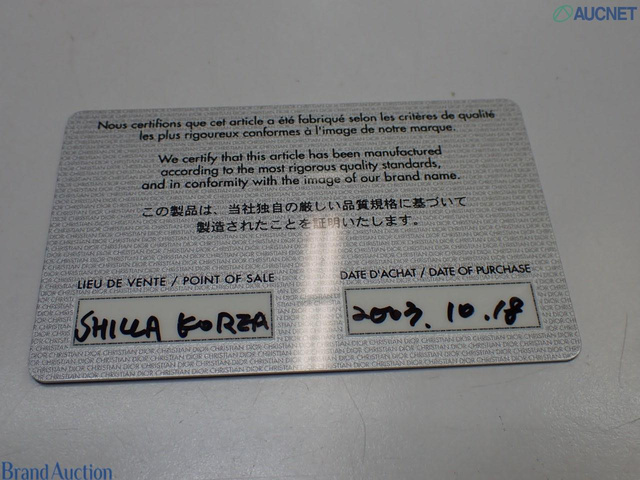 AUCNET
Nous certifions que cet article a été fabriqué selon les critères de qualité
les plus rigoureux conformes à l'image de notre marque.
We certify that this article has been manufactured
according to the most rigorous quality standards,
and in conformity with the image of our brand name.
この製品は、当社独自の厳しい品質規格に基づいて
製造されたことを証明いたします。
LIEU DE VENTE / POINT OF SALE
DATE D'ACHAT / DATE OF PURCHASE
SHILLA KOREA
2003.10.18
Brand Auction